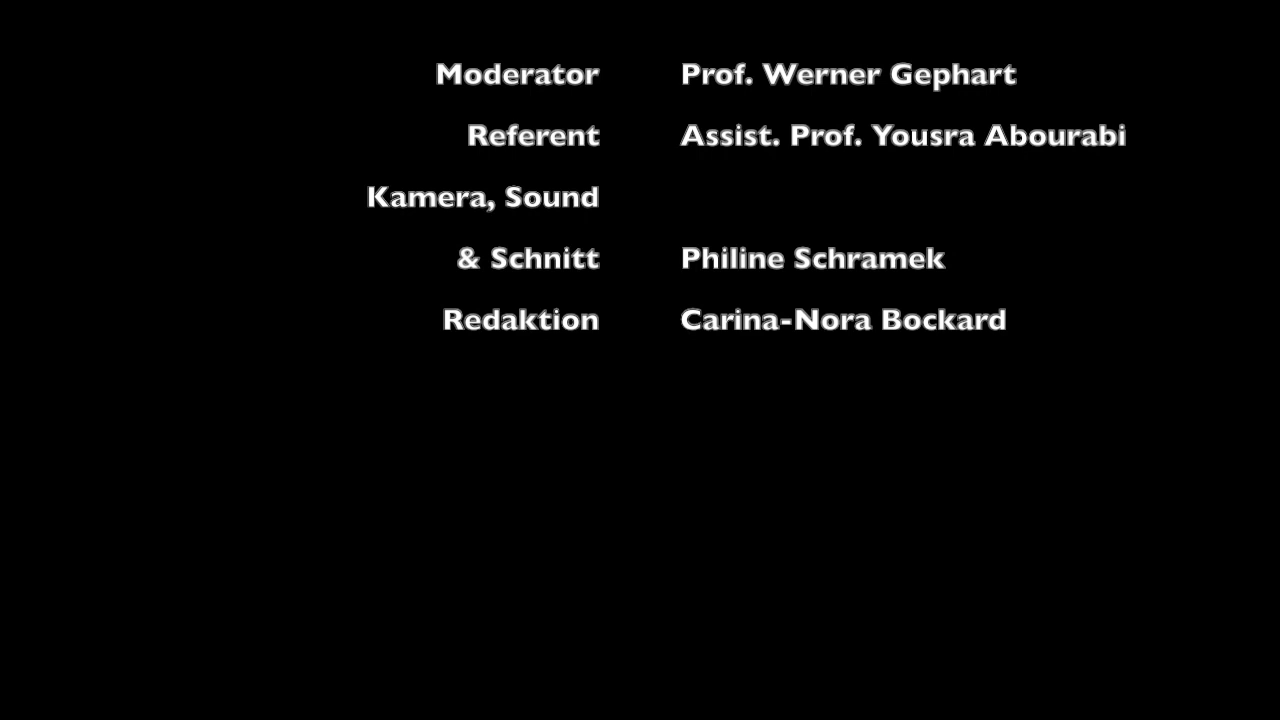 Moderator Prof. Werner Gephart
Referent Assist. Prof. Yousra Abourabi
Kamera, Sound
& Schnitt Philine Schramek
Redaktion Carina-Nora Bockard